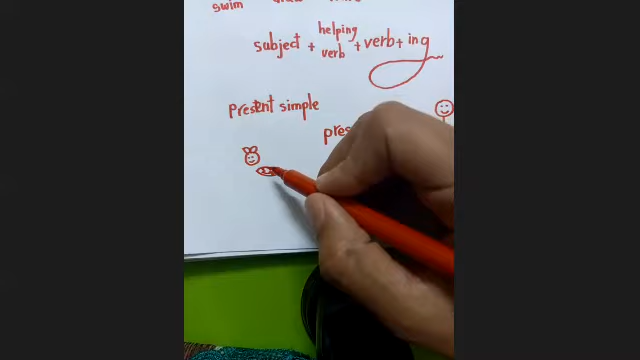 swim
subject + helping verb + verb + ing
present simple
pres